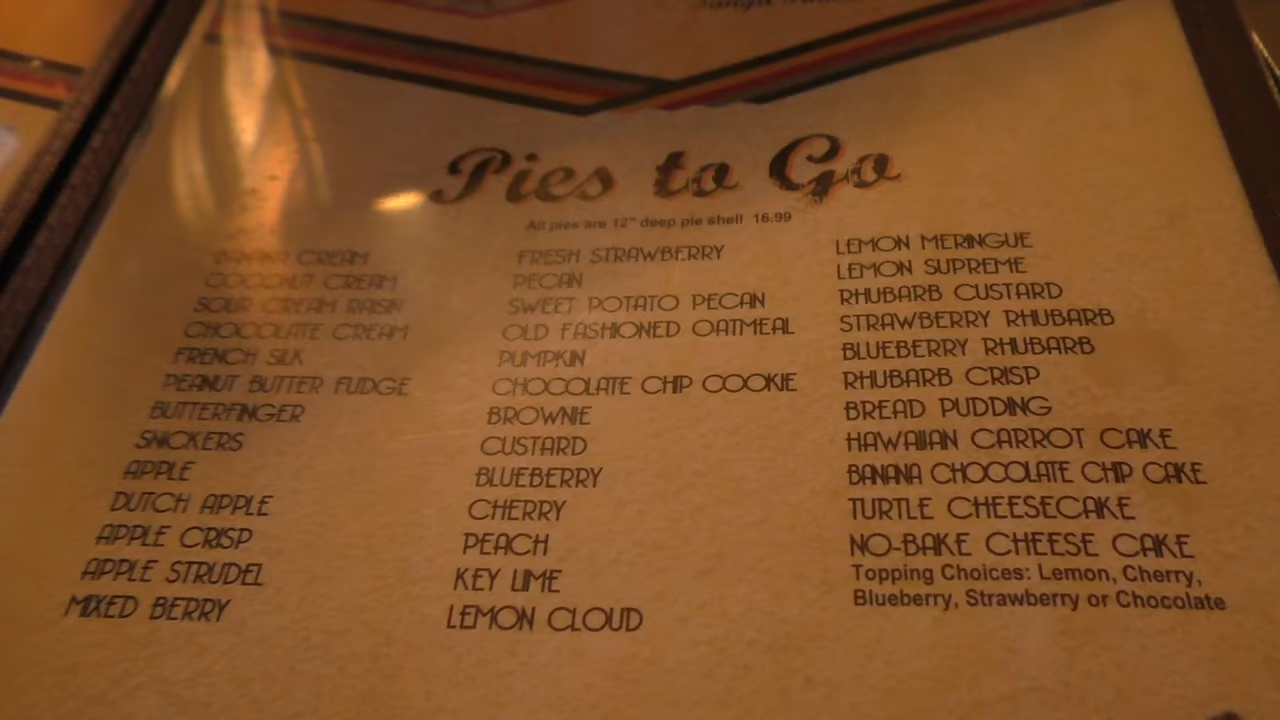 Pies to Go
All pies are 12" deep pie shell 16.99
BANANA CREAM
COCONUT CREAM
SOUR CREAM RAISIN
CHOCOLATE CREAM
FRENCH SILK
PEANUT BUTTER FUDGE
BUTTERFINGER
SNICKERS
APPLE
DUTCH APPLE
APPLE CRISP
APPLE STRUDEL
MIXED BERRY
FRESH STRAWBERRY
PECAN
SWEET POTATO PECAN
OLD FASHIONED OATMEAL
PUMPKIN
CHOCOLATE CHIP COOKIE
BROWNIE
CUSTARD
BLUEBERRY
CHERRY
PEACH
KEY LIME
LEMON CLOUD
LEMON MERINGUE
LEMON SUPREME
RHUBARB CUSTARD
STRAWBERRY RHUBARB
BLUEBERRY RHUBARB
RHUBARB CRISP
BREAD PUDDING
HAWAIIAN CARROT CAKE
BANANA CHOCOLATE CHIP CAKE
TURTLE CHEESECAKE
NO-BAKE CHEESE CAKE
Topping Choices: Lemon, Cherry,
Blueberry, Strawberry or Chocolate